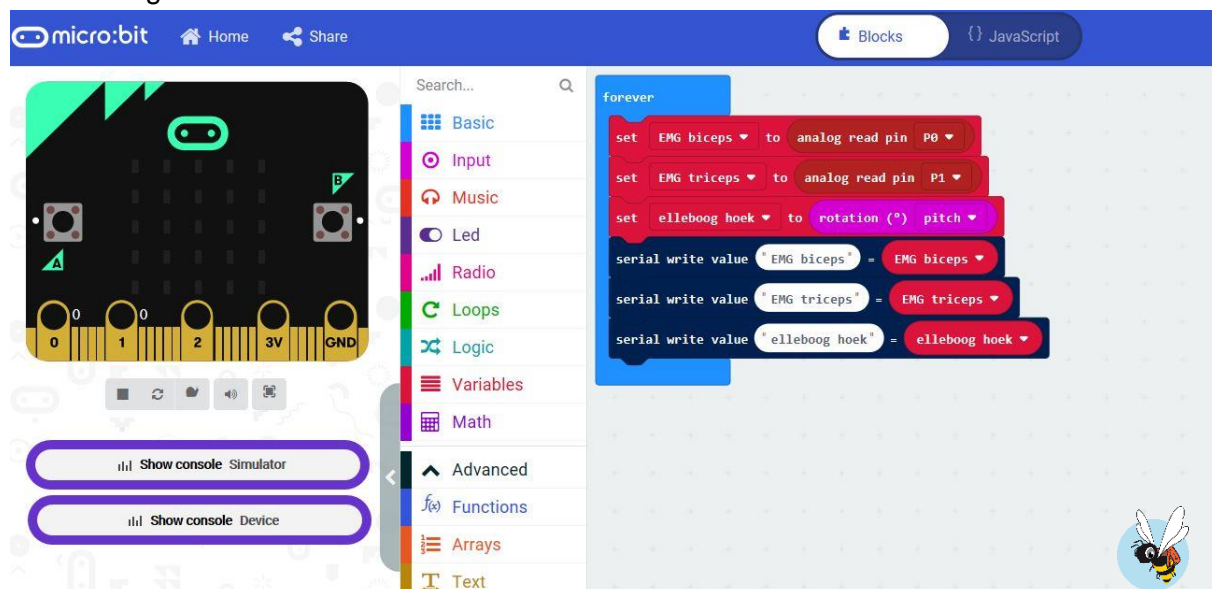 micro:bit Home Share Blocks {} JavaScript
B
A
0 0
0 1 2 3V GND
Show console Simulator
Show console Device
Search...
Basic
Input
Music
Led
Radio
Loops
Logic
Variables
Math
Advanced
f(x) Functions
Arrays
Text
forever
set EMG biceps to analog read pin P0
set EMG triceps to analog read pin P1
set elleboog hoek to rotation (°) pitch
serial write value "EMG biceps" = EMG biceps
serial write value "EMG triceps" = EMG triceps
serial write value "elleboog hoek" = elleboog hoek